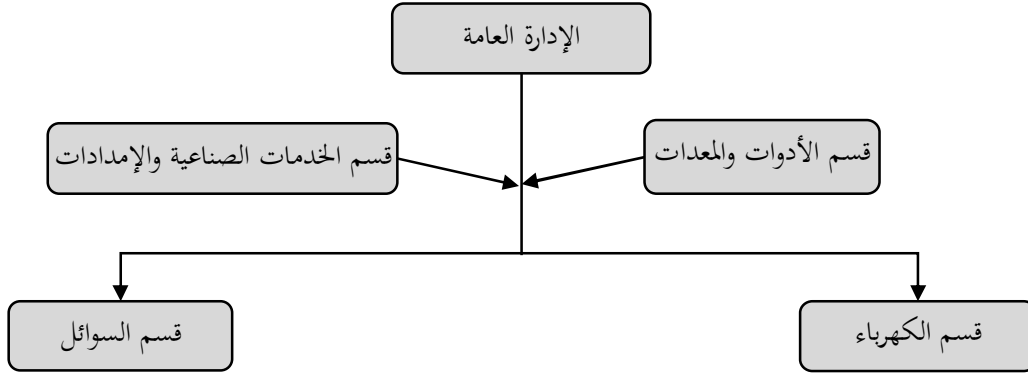 الإدارة العامة
قسم الأدوات والمعدات
قسم الخدمات الصناعية والإمدادات
قسم الكهرباء
قسم السوائل